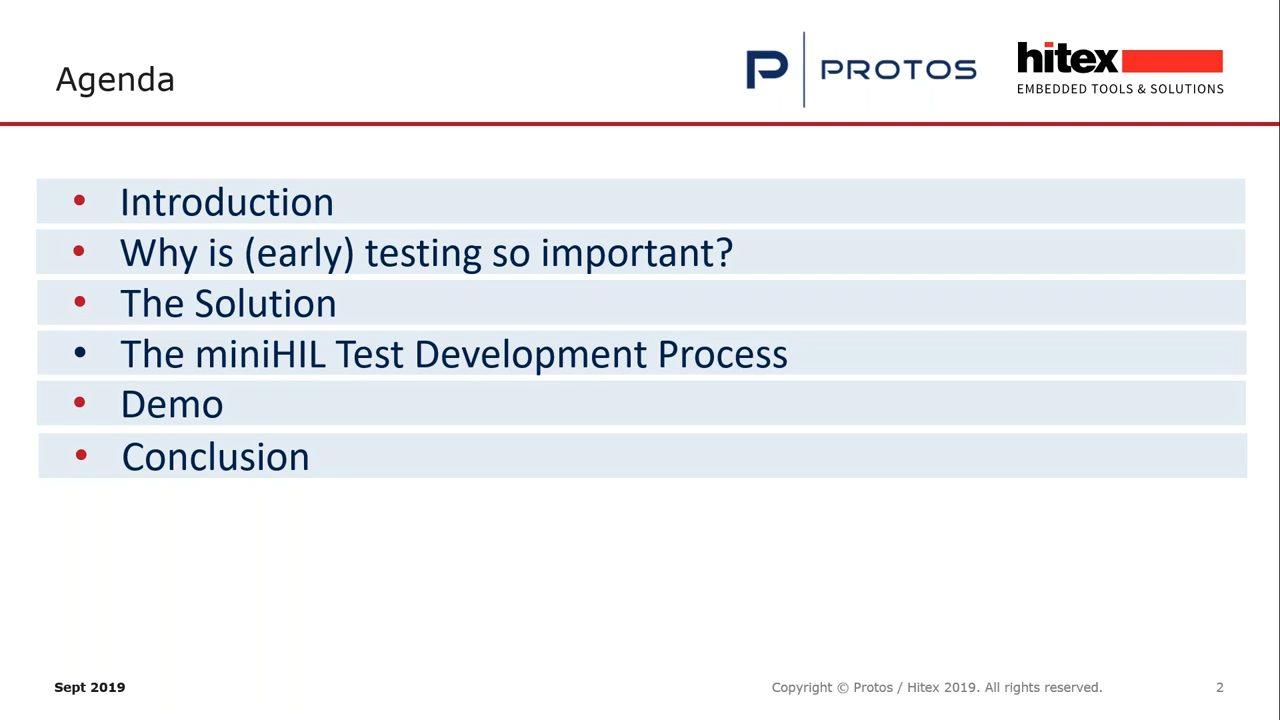 Agenda
P PROTOS
hitex
EMBEDDED TOOLS & SOLUTIONS
• Introduction
• Why is (early) testing so important?
• The Solution
• The miniHIL Test Development Process
• Demo
• Conclusion
Sept 2019
Copyright © Protos / Hitex 2019. All rights reserved.
2